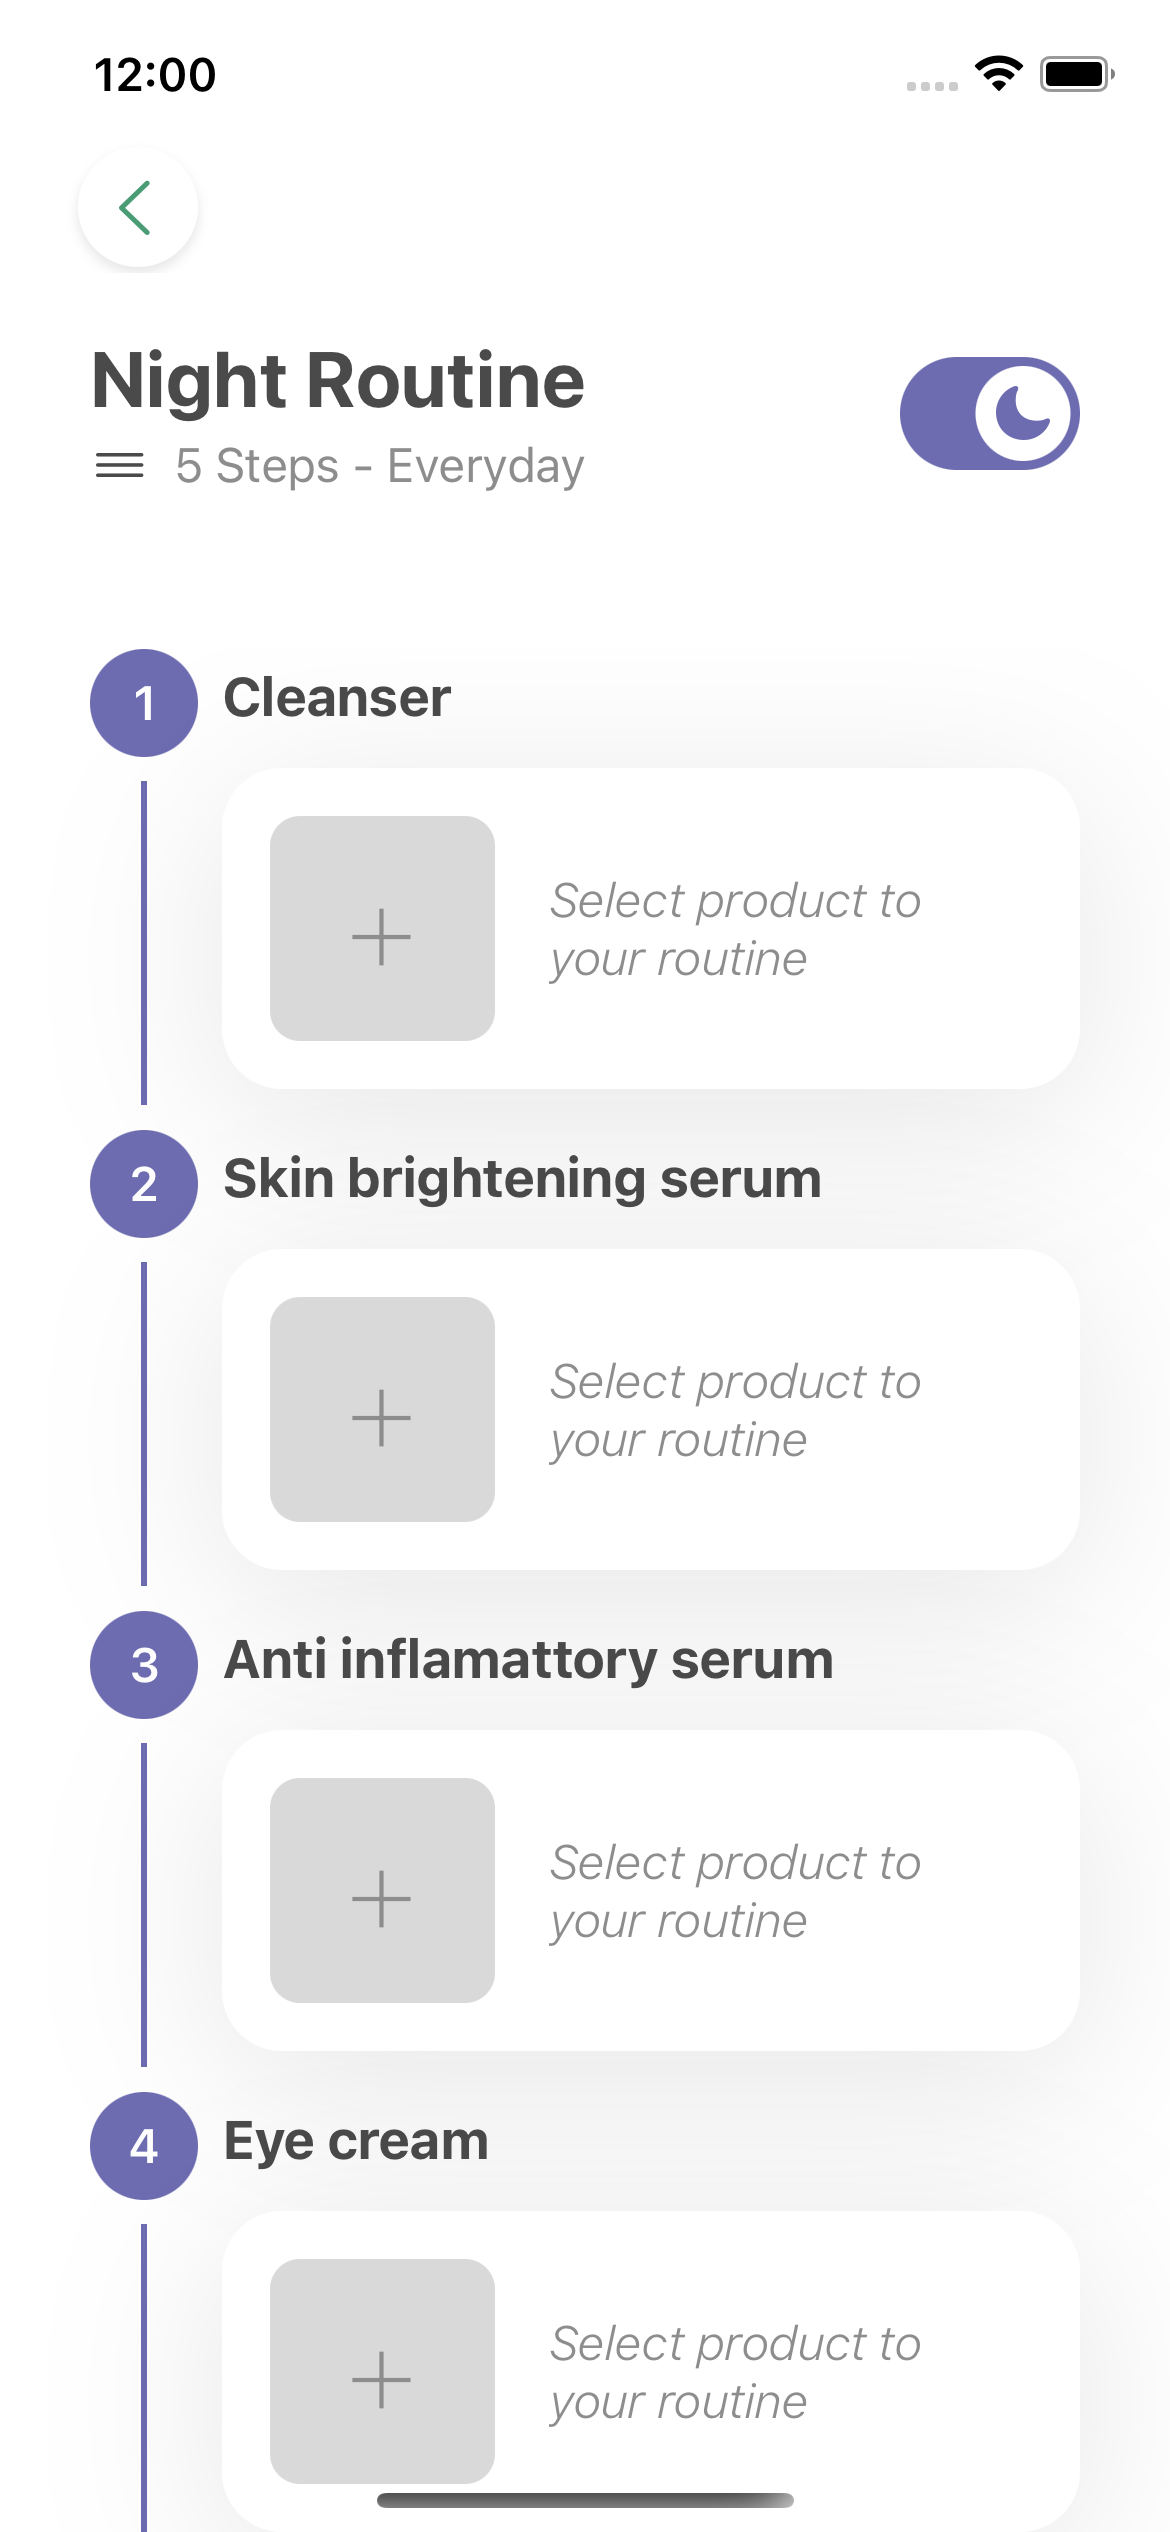 12:00
Night Routine
5 Steps - Everyday
1
Cleanser
Select product to
your routine
2
Skin brightening serum
Select product to
your routine
3
Anti inflamattory serum
Select product to
your routine
4
Eye cream
Select product to
your routine